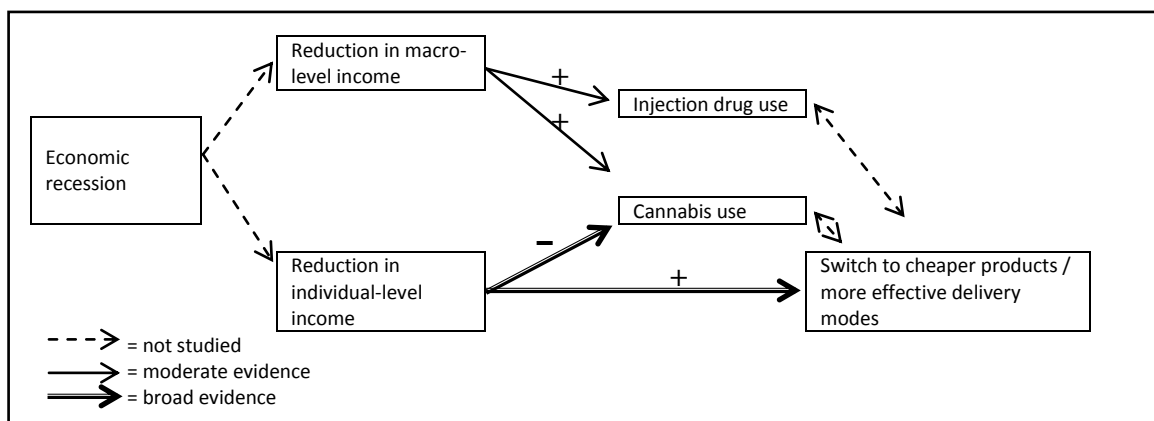 Reduction in macro-
level income
+
+
Injection drug use
Economic
recession
Cannabis use
-
Reduction in
individual-level
income
+
Switch to cheaper products /
more effective delivery
modes
= not studied
= moderate evidence
= broad evidence